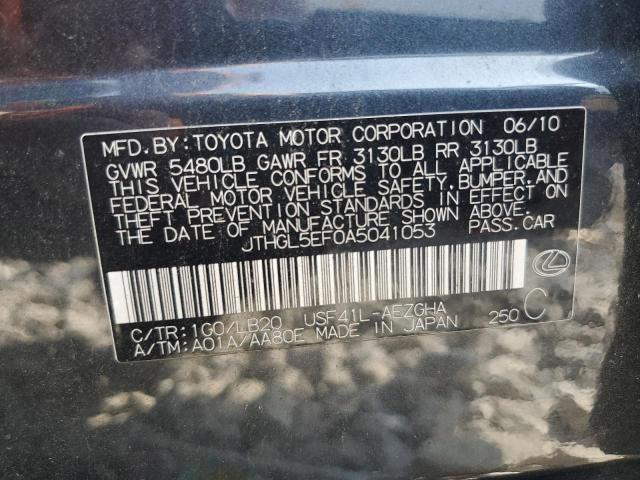 MFD.BY:TOYOTA MOTOR CORPORATION 06/10
GVWR 5480LB GAWR FR 3130LB RR 3130LB
THIS VEHICLE CONFORMS TO ALL APPLICABLE
FEDERAL MOTOR VEHICLE SAFETY,BUMPER,AND
THEFT PREVENTION STANDARDS IN EFFECT ON
THE DATE OF MANUFACTURE SHOWN ABOVE.
JTHGL5EF0A5041053 PASS.CAR
C/TR:1G0/LB20 USF41L-AEZGHA
A/TM:A01A/AA80E MADE IN JAPAN 250 C